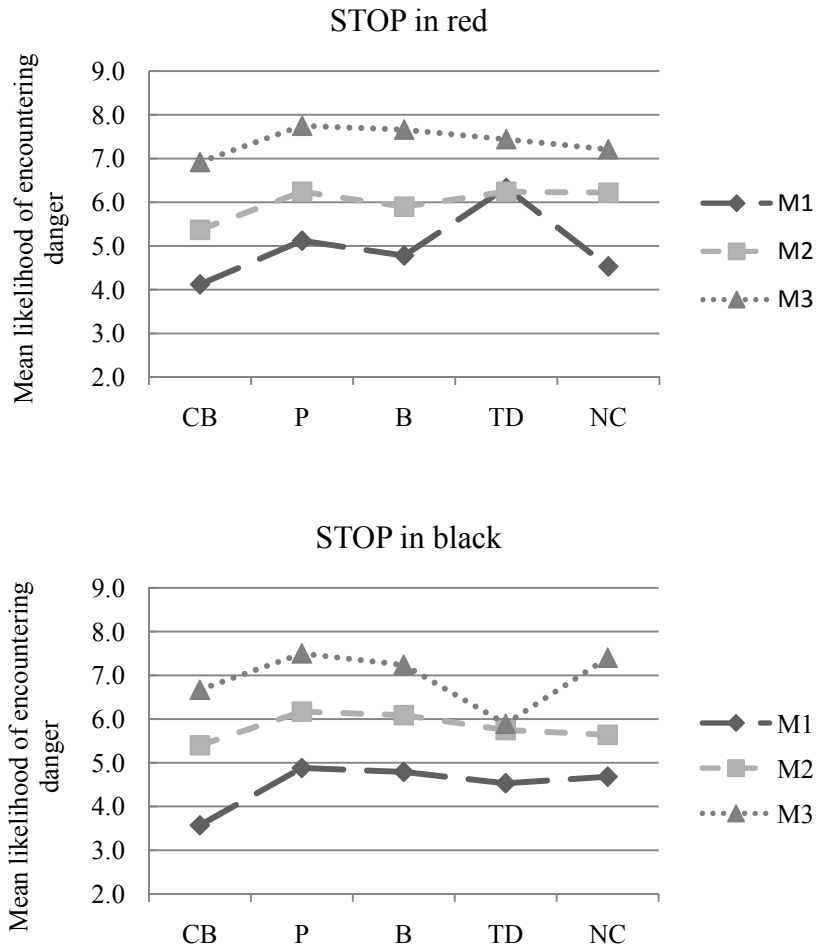 STOP in red
Mean likelihood of encountering
danger
9.0
8.0
7.0
6.0
5.0
4.0
3.0
2.0
CB P B TD NC
M1
M2
M3
STOP in black
Mean likelihood of encountering
danger
9.0
8.0
7.0
6.0
5.0
4.0
3.0
2.0
CB P B TD NC
M1
M2
M3